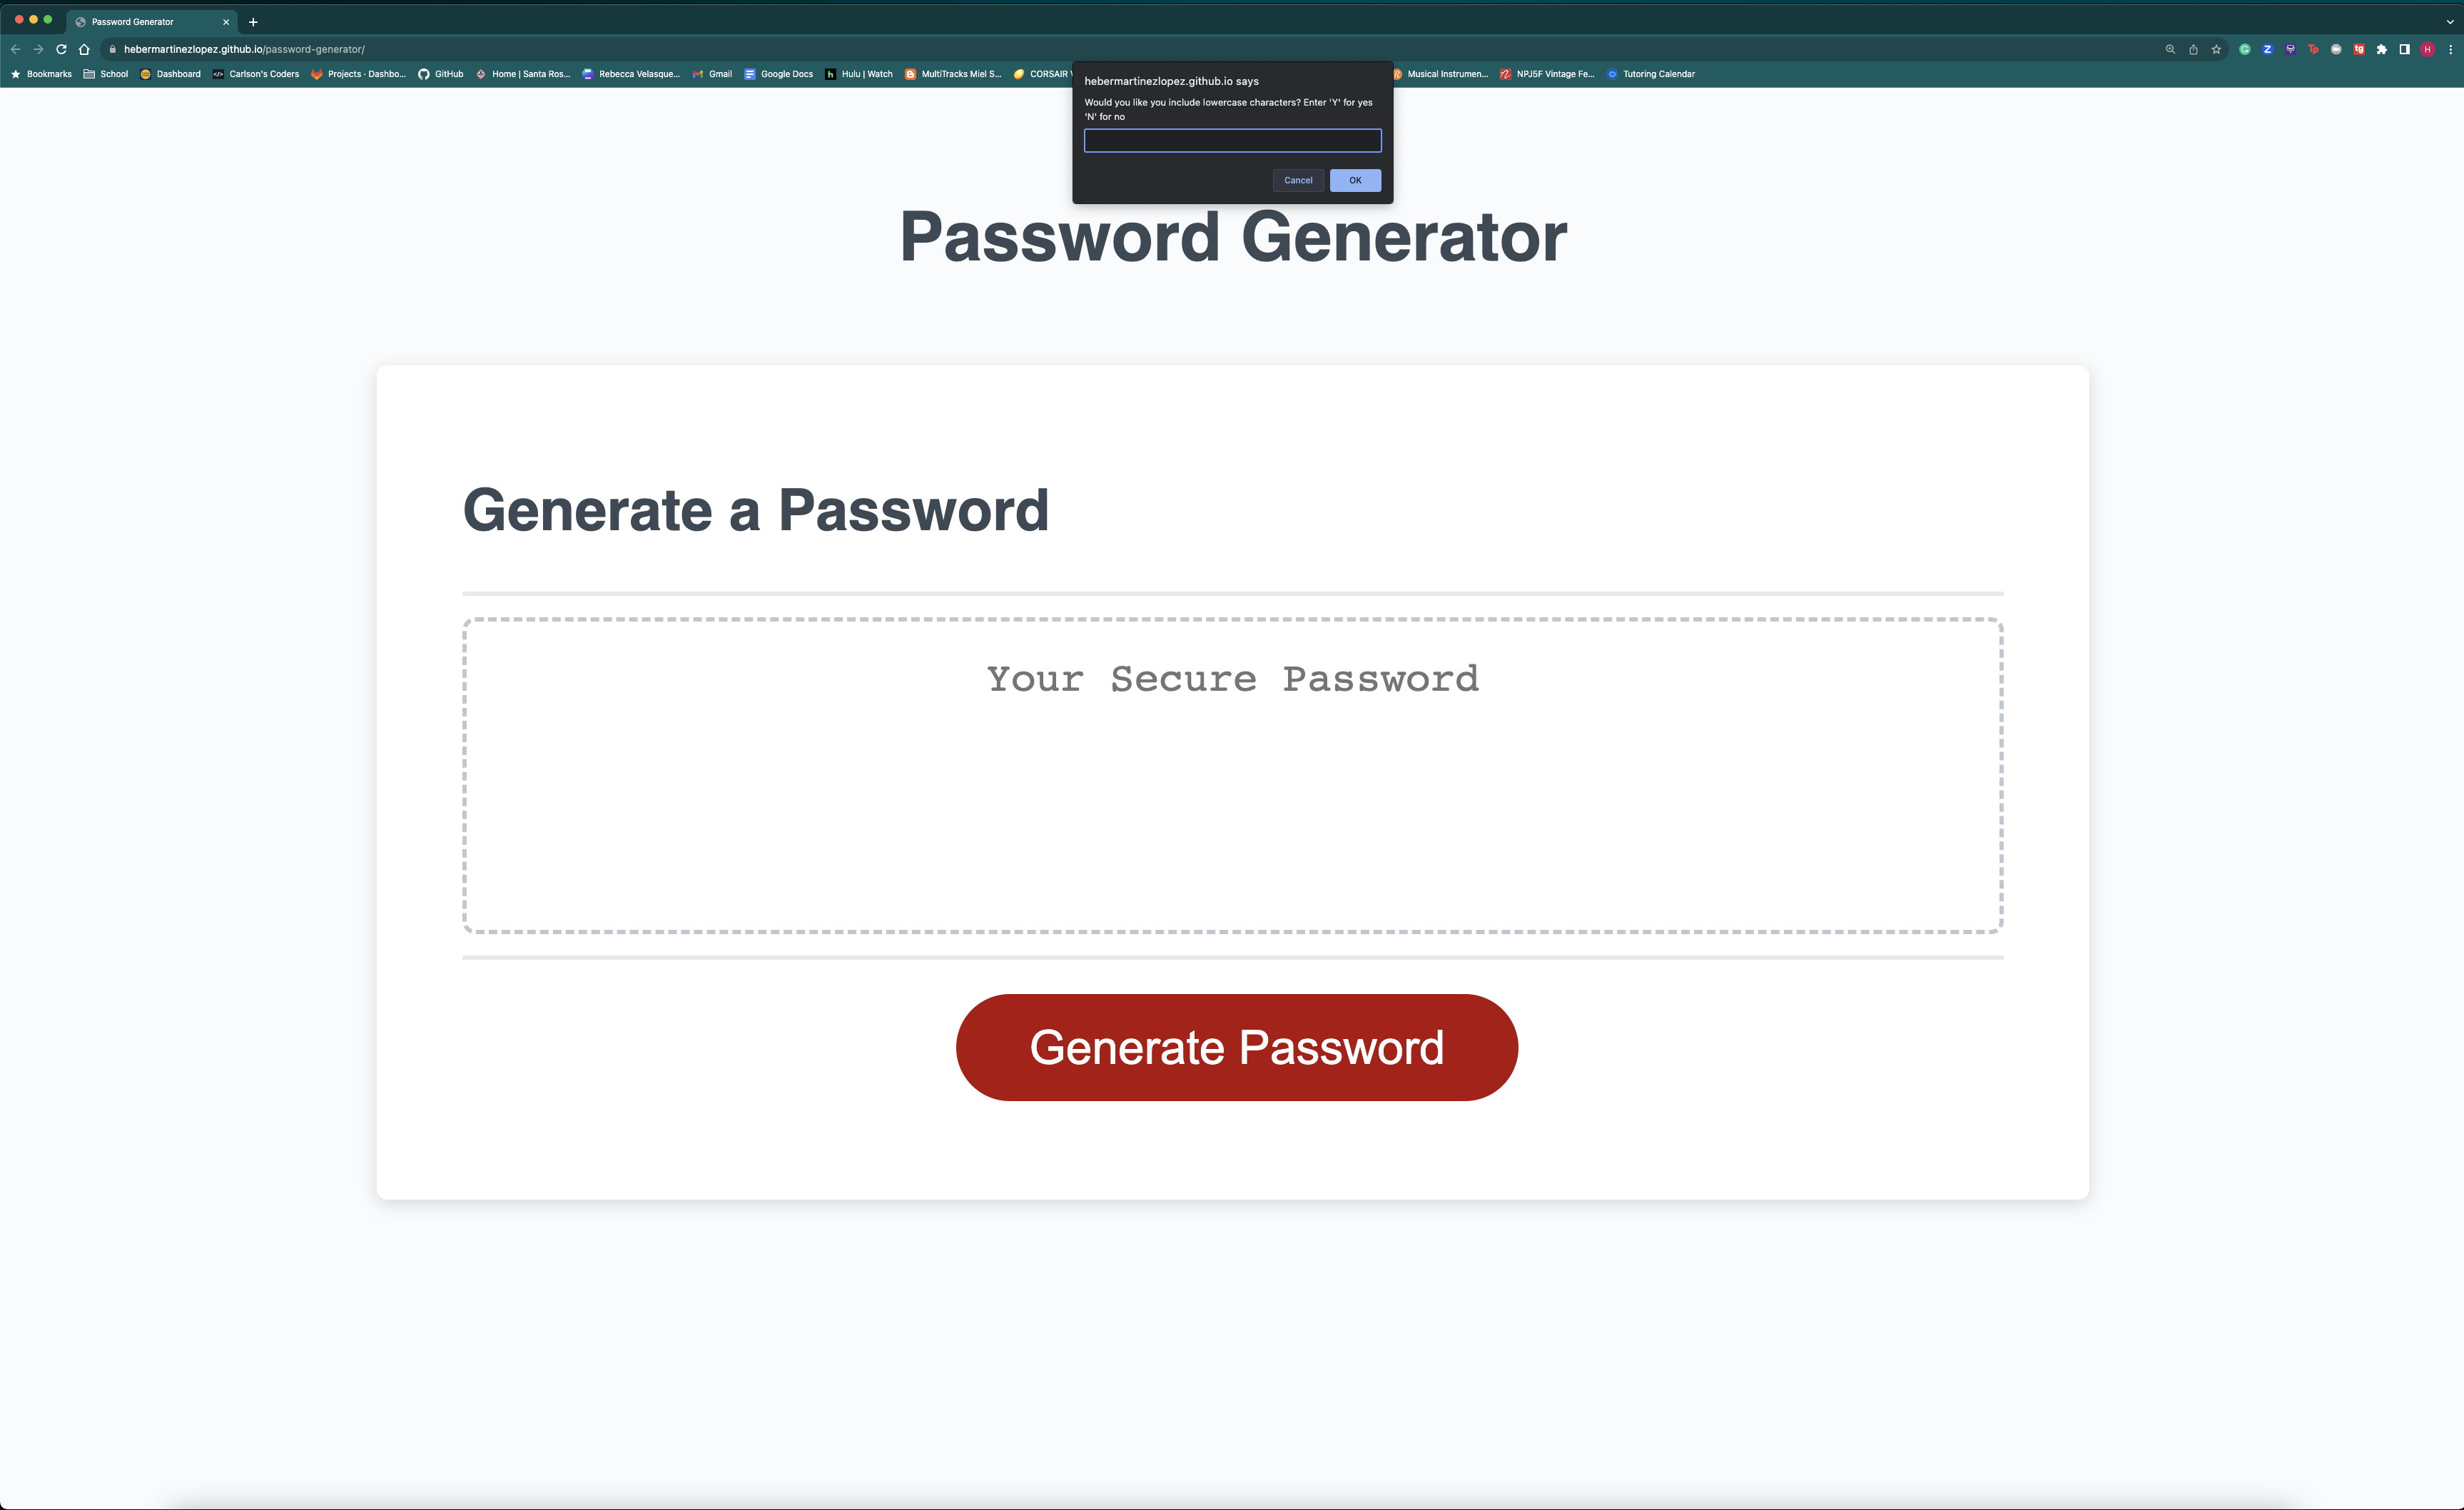 Password Generator
hebermartinezlopez.github.io/password-generator/
Bookmarks School Dashboard Carlson's Coders Projects · Dashbo... GitHub Home | Santa Ros... Rebecca Velasque... Gmail Google Docs Hulu | Watch MultiTracks Miel S... CORSAIR Musical Instrumen... NPJ5F Vintage Fe... Tutoring Calendar
hebermartinezlopez.github.io says
Would you like you include lowercase characters? Enter 'Y' for yes
'N' for no
Cancel OK
Password Generator
Generate a Password
Your Secure Password
Generate Password